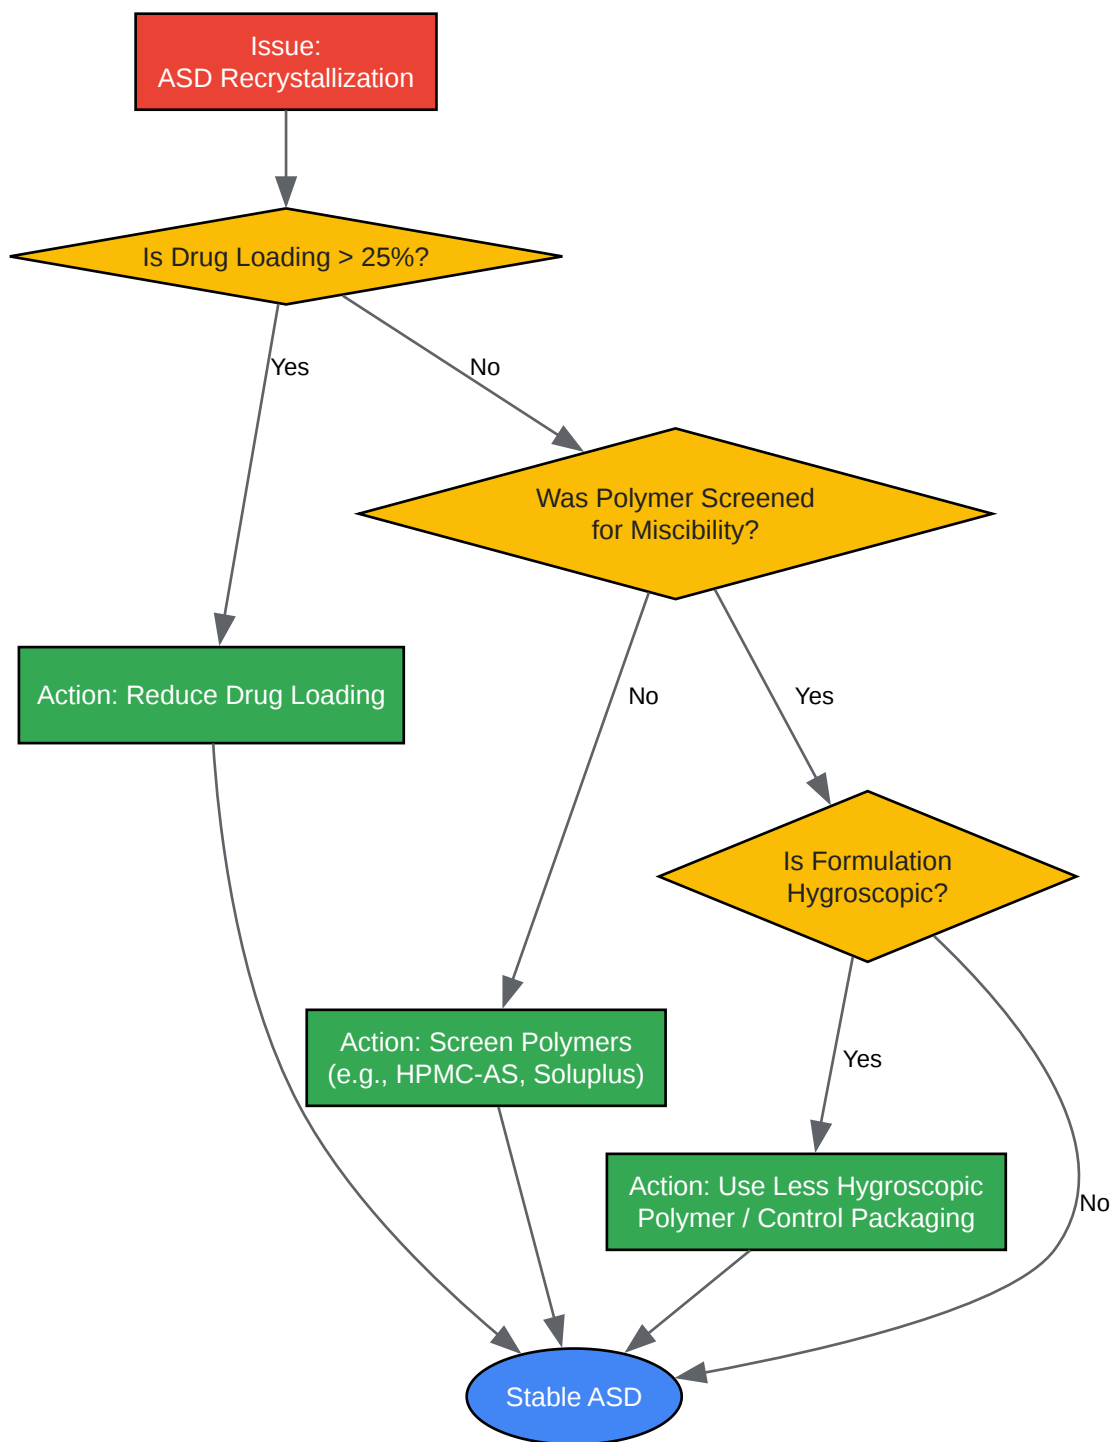 Issue:
ASD Recrystallization
Is Drug Loading > 25%?
Yes
No
Was Polymer Screened
for Miscibility?
Action: Reduce Drug Loading
No
Yes
Is Formulation
Hygroscopic?
Action: Screen Polymers
(e.g., HPMC-AS, Soluplus)
Yes
Action: Use Less Hygroscopic
Polymer / Control Packaging
No
Stable ASD